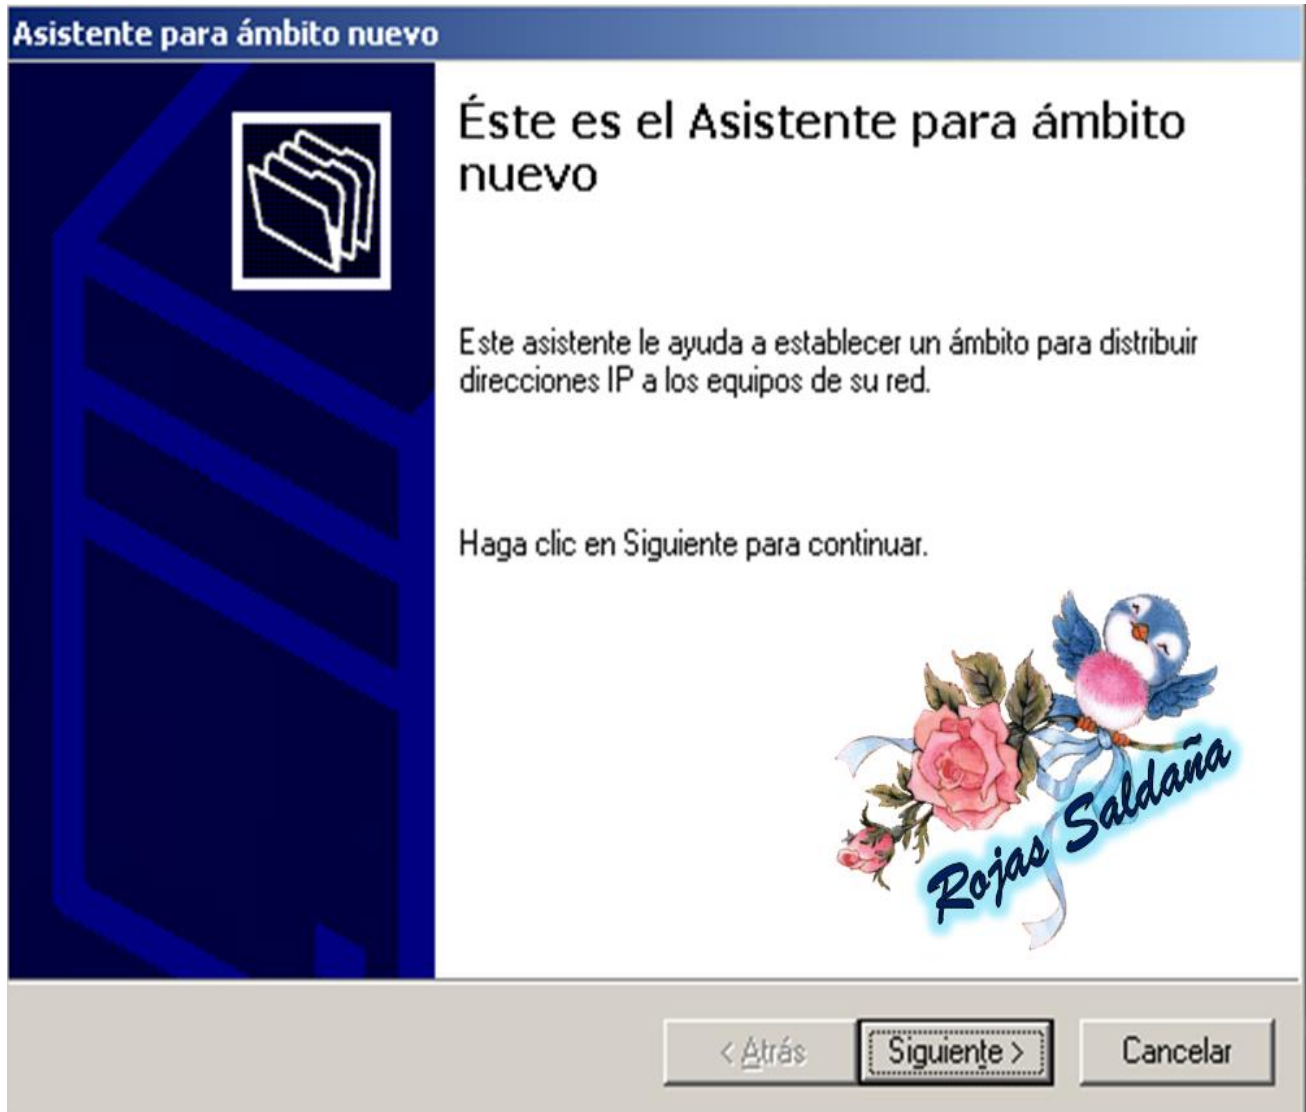 Asistente para ámbito nuevo
Éste es el Asistente para ámbito
nuevo
Este asistente le ayuda a establecer un ámbito para distribuir
direcciones IP a los equipos de su red.
Haga clic en Siguiente para continuar.
Rojas Saldaña
< Atrás
Siguiente >
Cancelar